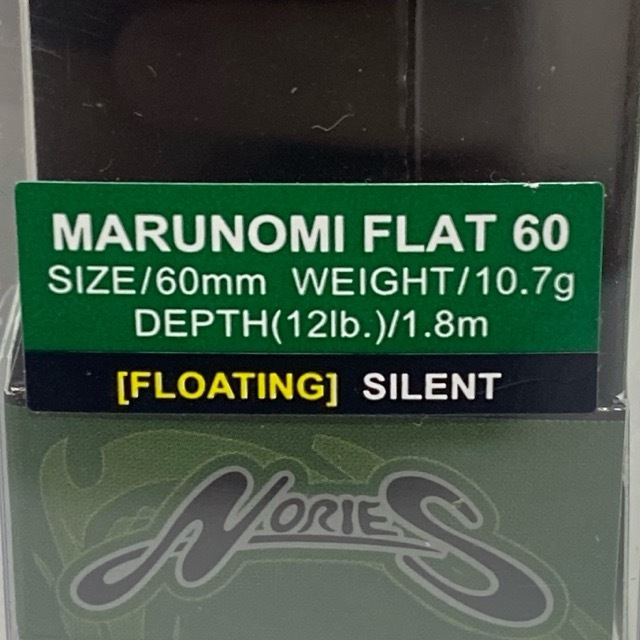 MARUNOMI FLAT 60
SIZE/60mm WEIGHT/10.7g
DEPTH(12lb.)/1.8m
[FLOATING] SILENT
NORIES